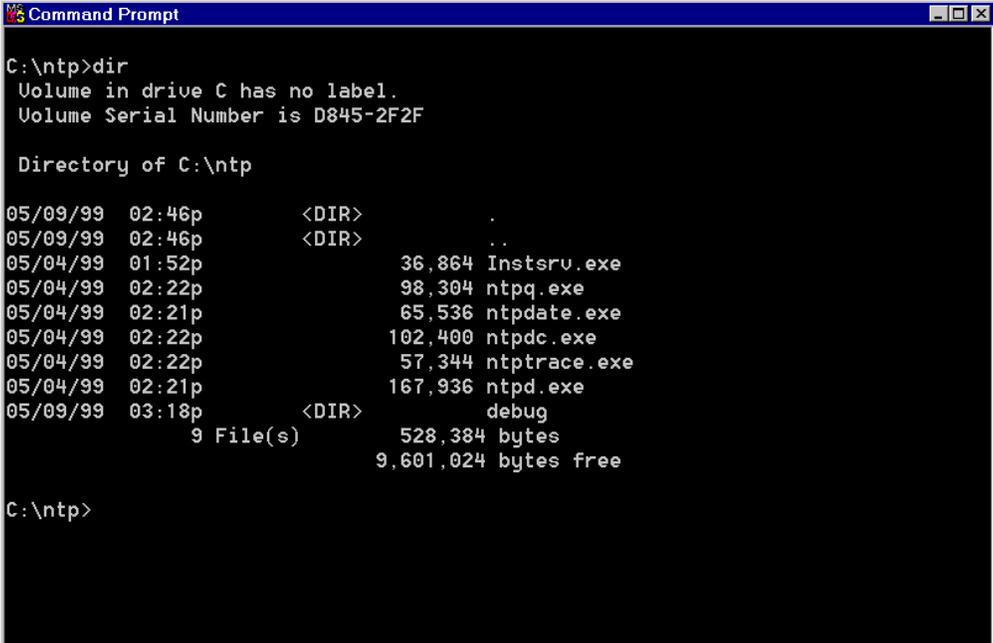 Command Prompt
C:\ntp>dir
Volume in drive C has no label.
Volume Serial Number is D845-2F2F
Directory of C:\ntp
05/09/99  02:46p        <DIR>          .
05/09/99  02:46p        <DIR>          ..
05/04/99  01:52p                36,864 Instsrv.exe
05/04/99  02:22p                98,304 ntpq.exe
05/04/99  02:21p                65,536 ntpdate.exe
05/04/99  02:22p               102,400 ntpdc.exe
05/04/99  02:22p                57,344 ntptrace.exe
05/04/99  02:21p               167,936 ntpd.exe
05/09/99  03:18p        <DIR>          debug
9 File(s)        528,384 bytes
9,601,024 bytes free
C:\ntp>